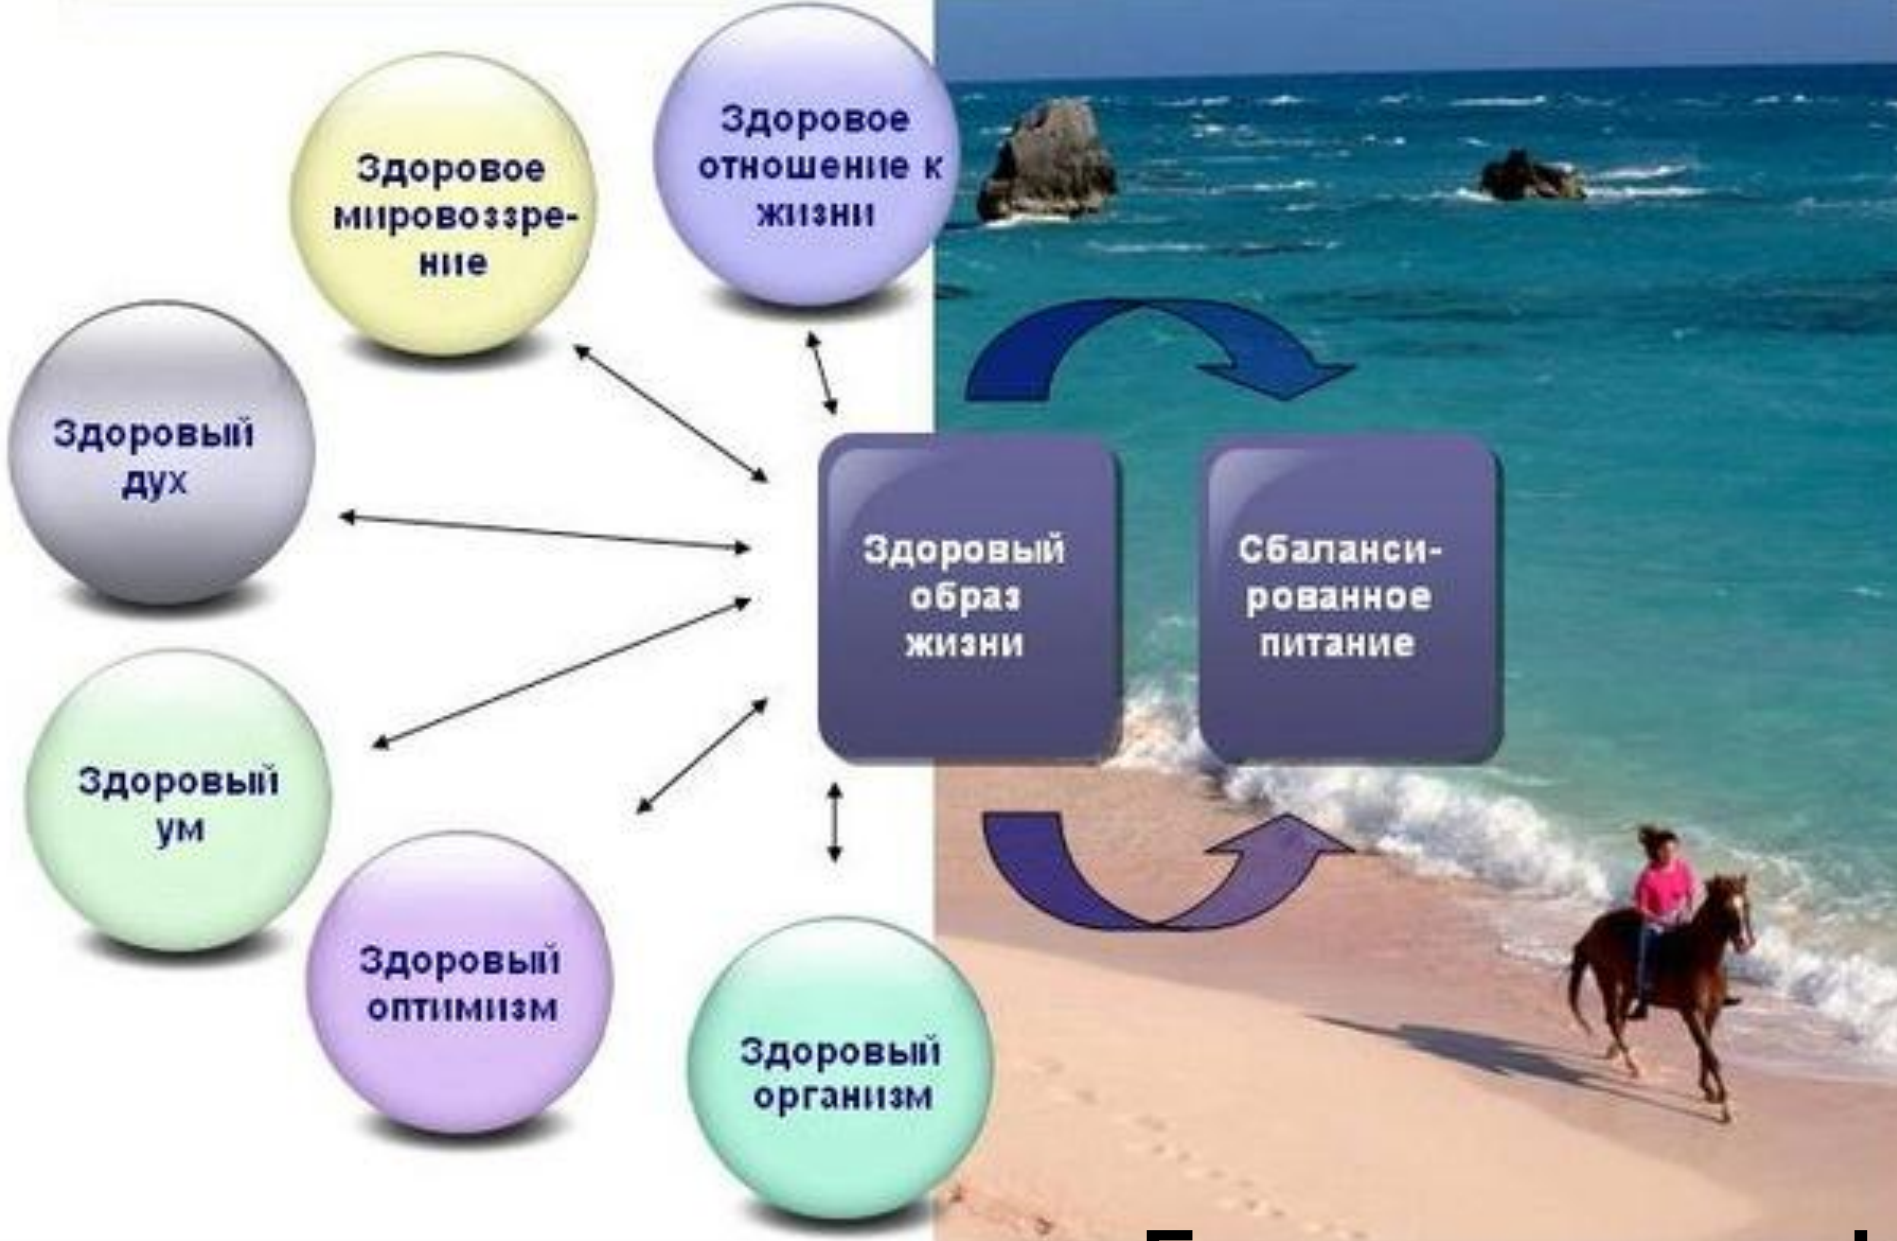 Здоровое
отношение к
жизни
Здоровое
мировоззре-
ние
Здоровый
дух
Здоровый
образ
жизни
Сбаланси-
рованное
питание
Здоровый
ум
Здоровый
оптимизм
Здоровый
организм